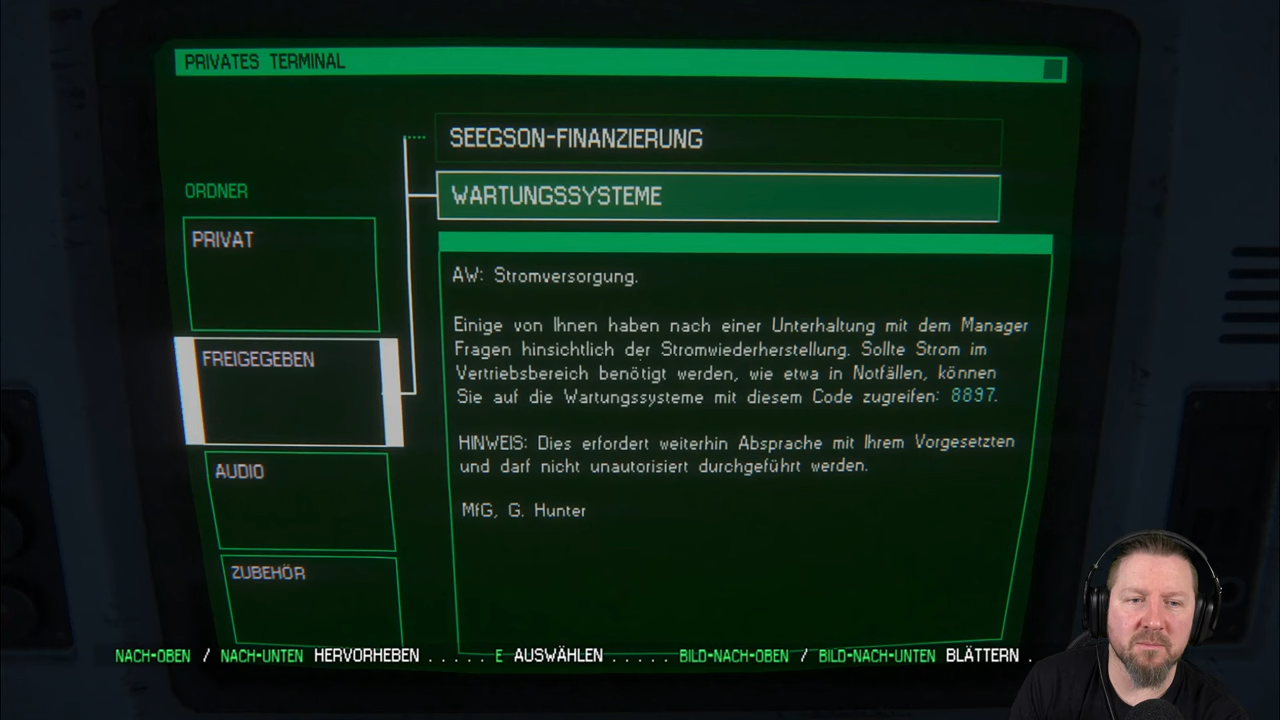 PRIVATES TERMINAL
SEEGSON-FINANZIERUNG
WARTUNGSSYSTEME
ORDNER
PRIVAT
FREIGEGEBEN
AUDIO
ZUBEHÖR
AW: Stromversorgung.
Einige von Ihnen haben nach einer Unterhaltung mit dem Manager
Fragen hinsichtlich der Stromwiederherstellung. Sollte Strom im
Vertriebsbereich benötigt werden, wie etwa in Notfällen, können
Sie auf die Wartungssysteme mit diesem Code zugreifen: 8897.
HINWEIS: Dies erfordert weiterhin Absprache mit Ihrem Vorgesetzten
und darf nicht unautorisiert durchgeführt werden.
MfG, G. Hunter
NACH-OBEN / NACH-UNTEN HERVORHEBEN ..... E AUSWÄHLEN ..... BILD-NACH-OBEN / BILD-NACH-UNTEN BLÄTTERN .